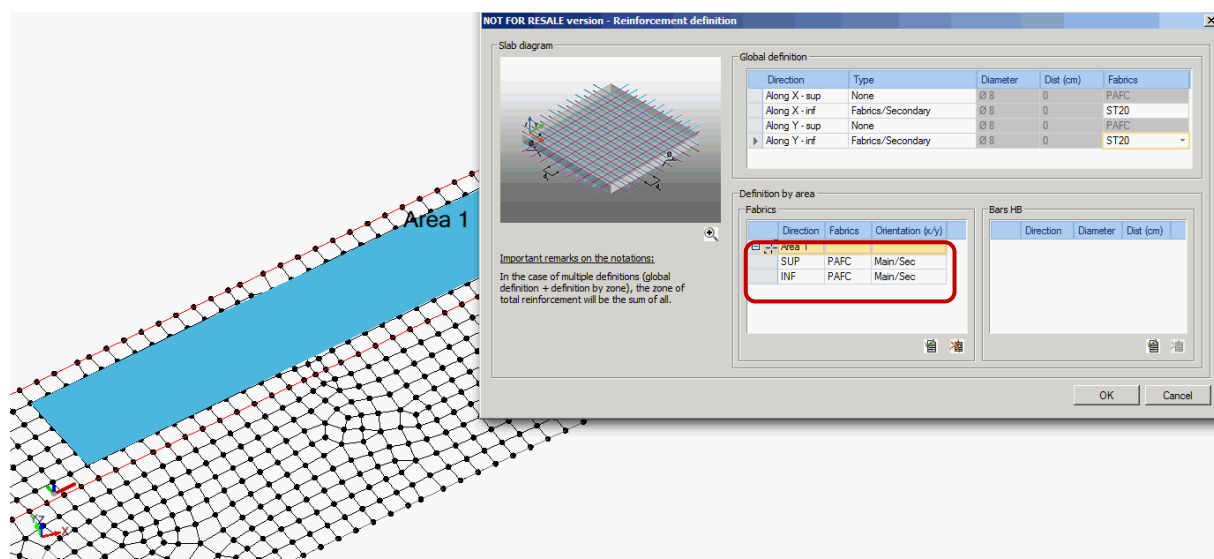 NOT FOR RESALE version - Reinforcement definition
Slab diagram
Important remarks on the notations:
In the case of multiple definitions (global
definition + definition by zone), the zone of
total reinforcement will be the sum of all.
Global definition
Direction Type Diameter Dist (cm) Fabrics
Along X - sup None Ø 8 0 PAFC
Along X - inf Fabrics/Secondary Ø 8 0 ST20
Along Y - sup None Ø 8 0 PAFC
Along Y - inf Fabrics/Secondary Ø 8 0 ST20
Definition by area
Fabrics
Direction Fabrics Orientation (x/y)
Area 1
SUP PAFC Main/Sec
INF PAFC Main/Sec
Bars HB
Direction Diameter Dist (cm)
OK Cancel
Area 1
Y Z X